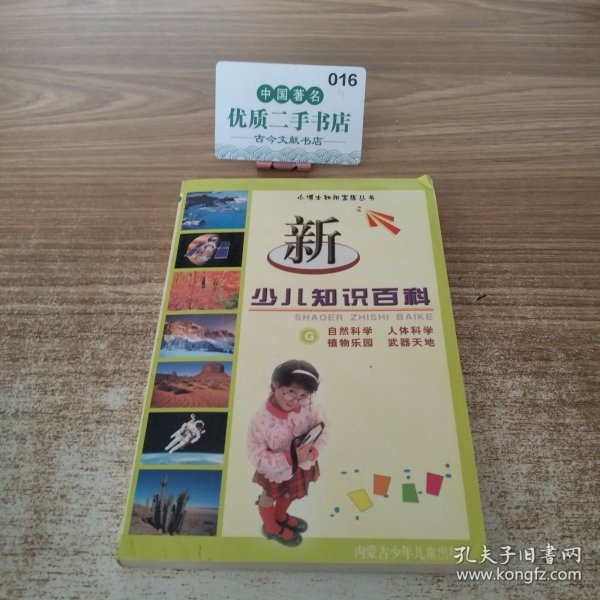 016
中国著名
优质二手书店
古今文献书店
小博士知识宝库丛书
新
少儿知识百科
SHAOER ZHISHI BAIKE
G
自然科学 人体科学
植物乐园 武器天地
内蒙古少年儿童出
孔夫子旧书网
www.kongfz.com